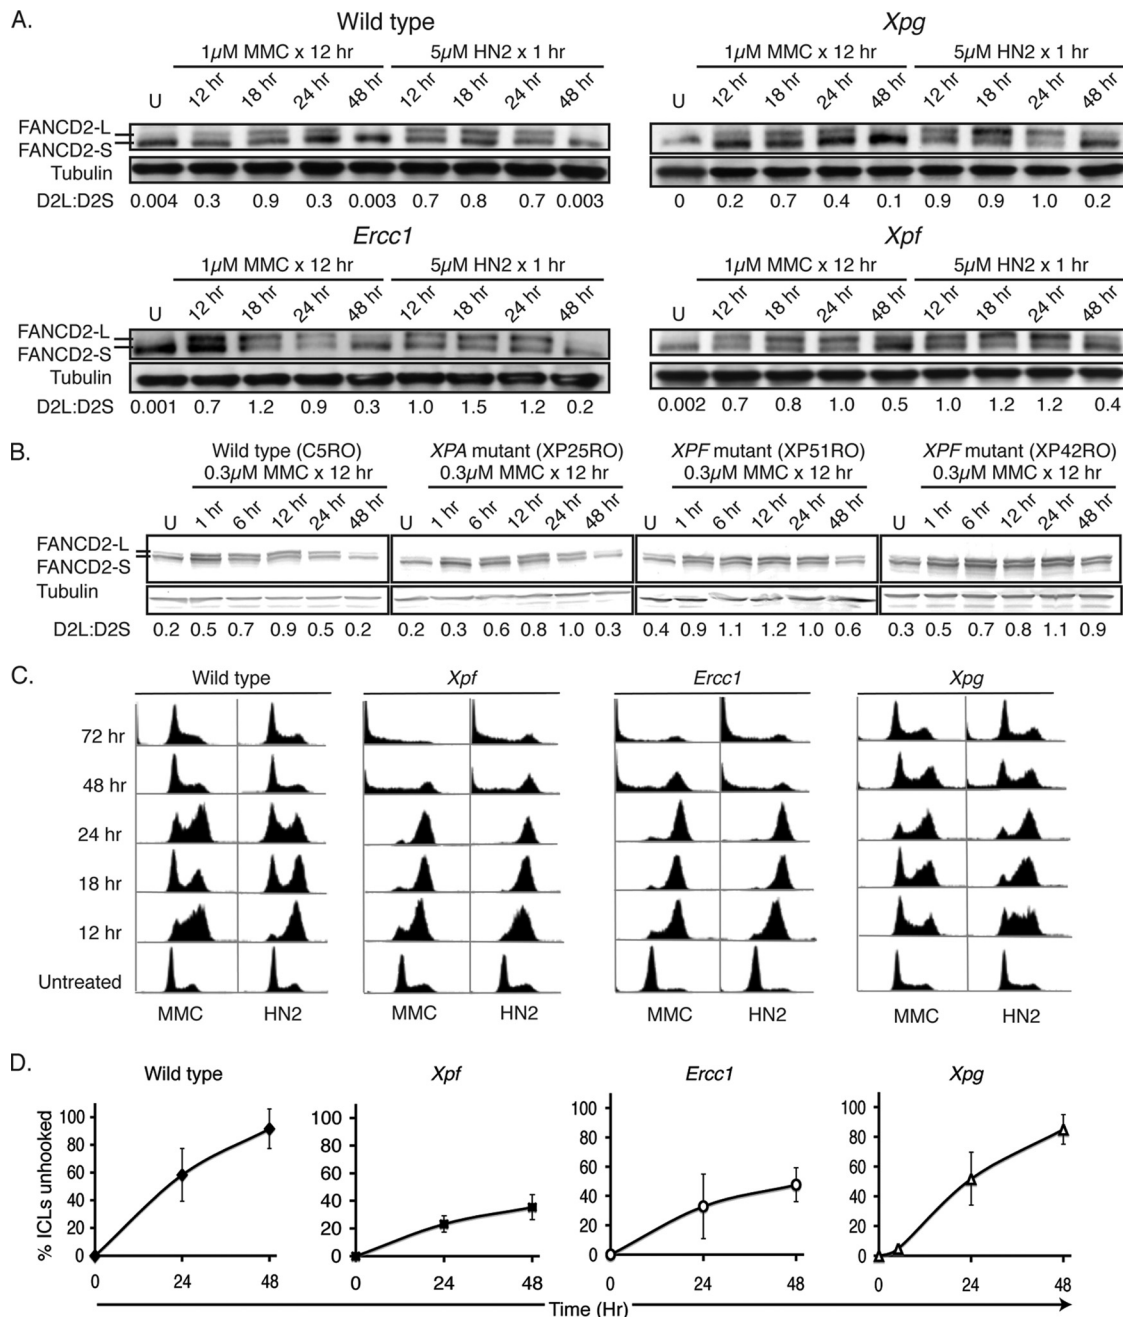 A.
Wild type
1µM MMC x 12 hr 5µM HN2 x 1 hr
U 12 hr 18 hr 24 hr 48 hr 12 hr 18 hr 24 hr 48 hr
FANCD2-L
FANCD2-S
Tubulin
D2L:D2S 0.004 0.3 0.9 0.3 0.003 0.7 0.8 0.7 0.003
Xpg
1µM MMC x 12 hr 5µM HN2 x 1 hr
U 12 hr 18 hr 24 hr 48 hr 12 hr 18 hr 24 hr 48 hr
0 0.2 0.7 0.4 0.1 0.9 0.9 1.0 0.2
Ercc1
1µM MMC x 12 hr 5µM HN2 x 1 hr
U 12 hr 18 hr 24 hr 48 hr 12 hr 18 hr 24 hr 48 hr
FANCD2-L
FANCD2-S
Tubulin
D2L:D2S 0.001 0.7 1.2 0.9 0.3 1.0 1.5 1.2 0.2
Xpf
1µM MMC x 12 hr 5µM HN2 x 1 hr
U 12 hr 18 hr 24 hr 48 hr 12 hr 18 hr 24 hr 48 hr
0.002 0.7 0.8 1.0 0.5 1.0 1.2 1.2 0.4
B.
Wild type (C5RO) XPA mutant (XP25RO) XPF mutant (XP51RO) XPF mutant (XP42RO)
0.3µM MMC x 12 hr 0.3µM MMC x 12 hr 0.3µM MMC x 12 hr 0.3µM MMC x 12 hr
U 1 hr 6 hr 12 hr 24 hr 48 hr U 1 hr 6 hr 12 hr 24 hr 48 hr U 1 hr 6 hr 12 hr 24 hr 48 hr U 1 hr 6 hr 12 hr 24 hr 48 hr
FANCD2-L
FANCD2-S
Tubulin
D2L:D2S 0.2 0.5 0.7 0.9 0.5 0.2 0.2 0.3 0.6 0.8 1.0 0.3 0.4 0.9 1.1 1.2 1.0 0.6 0.3 0.5 0.7 0.8 1.1 0.9
C.
Wild type Xpf Ercc1 Xpg
72 hr
48 hr
24 hr
18 hr
12 hr
Untreated
MMC HN2 MMC HN2 MMC HN2 MMC HN2
D.
Wild type Xpf Ercc1 Xpg
% ICLs unhooked
100 100 100 100
80 80 80 80
60 60 60 60
40 40 40 40
20 20 20 20
0 0 0 0
0 24 48 0 24 48 0 24 48 0 24 48
Time (Hr)